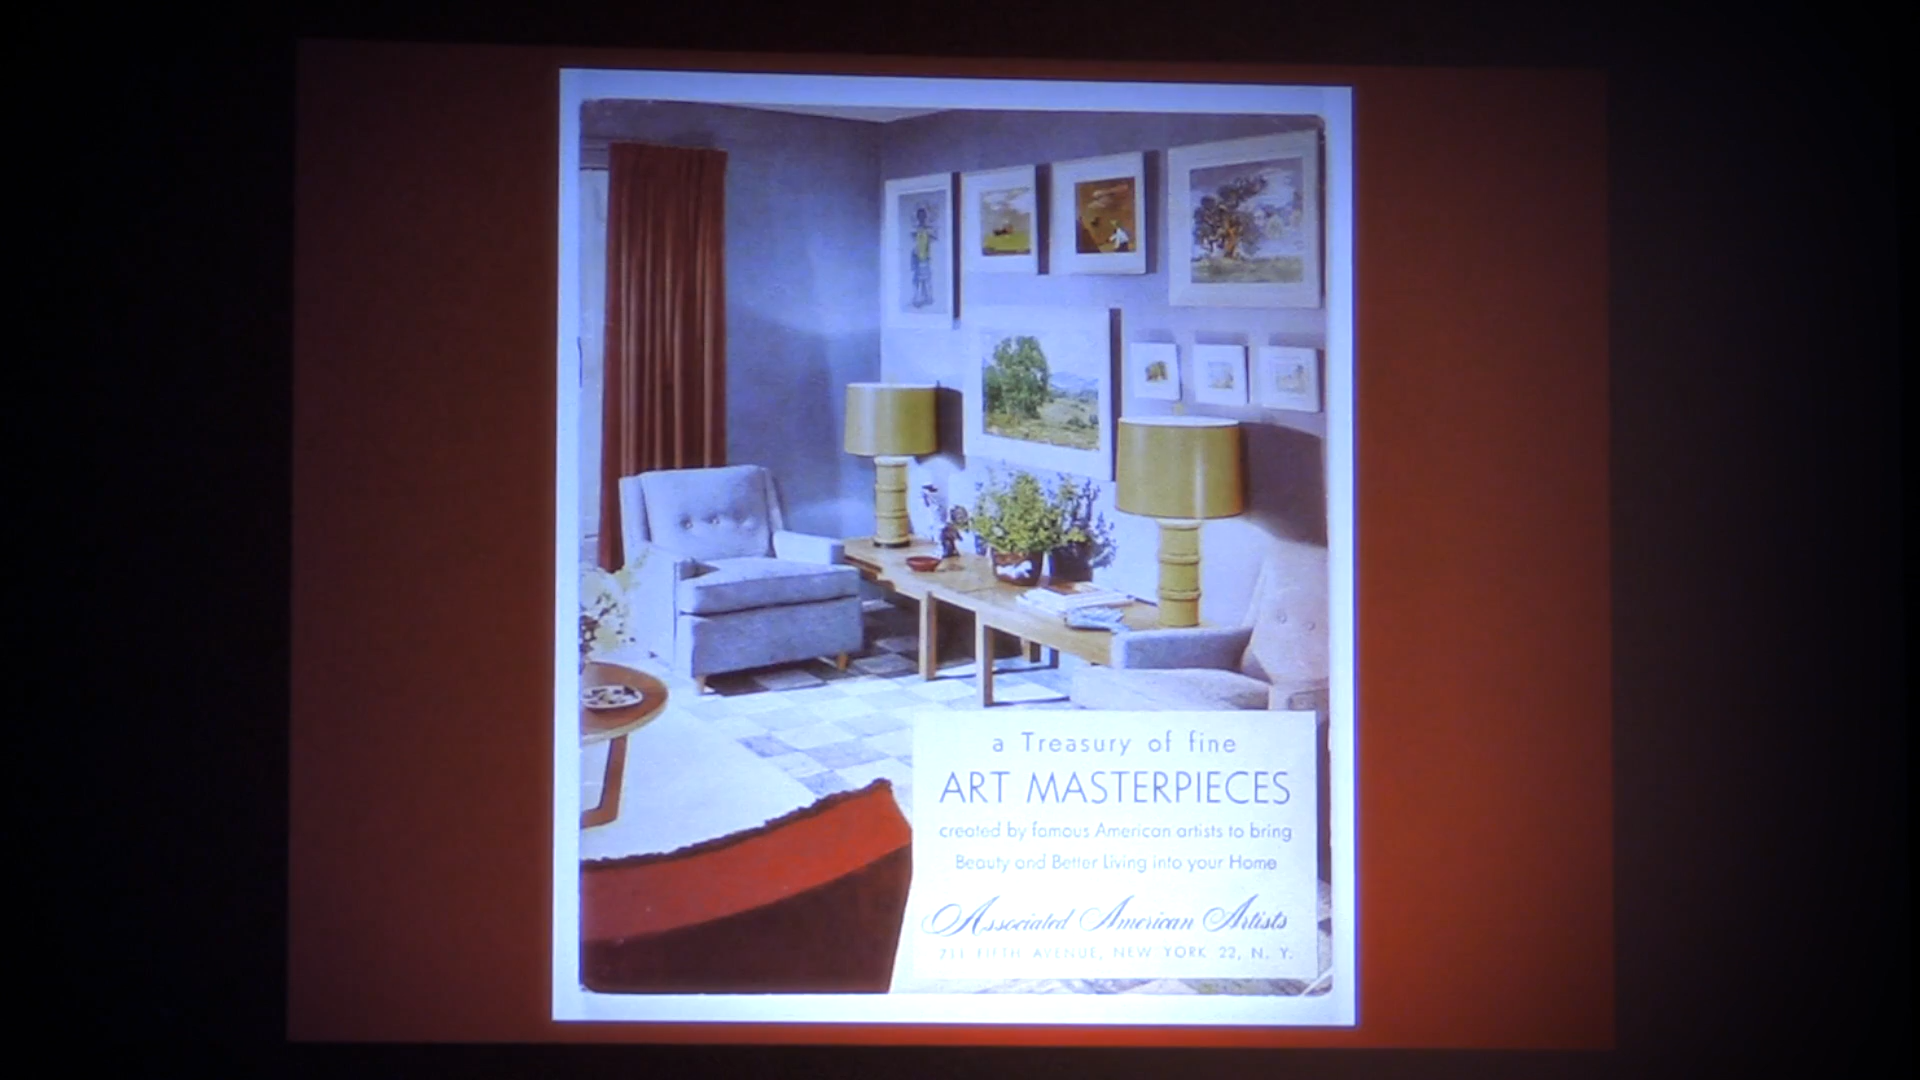 a Treasury of fine
ART MASTERPIECES
created by famous American artists to bring
Beauty and Better Living into your Home
Associated American Artists
711 FIFTH AVENUE, NEW YORK 22, N. Y.